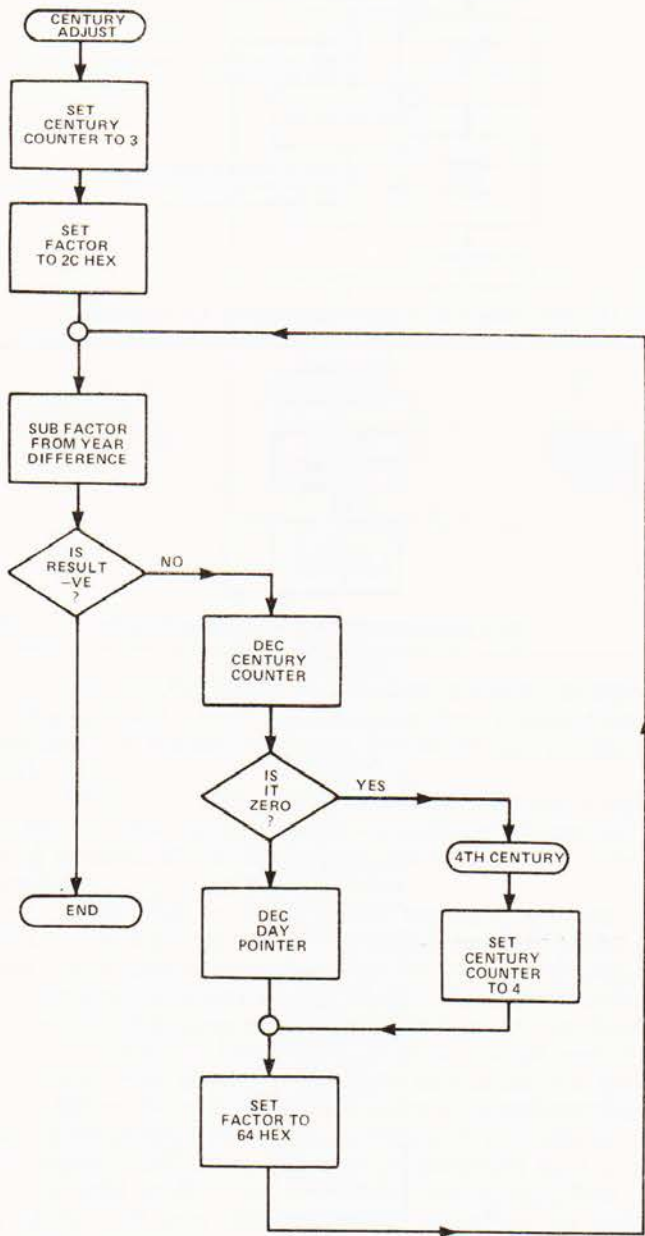 CENTURY
ADJUST
SET
CENTURY
COUNTER TO 3
SET
FACTOR
TO 2C HEX
SUB FACTOR
FROM YEAR
DIFFERENCE
IS
RESULT
–VE
?
NO
DEC
CENTURY
COUNTER
IS
IT
ZERO
?
YES
4TH CENTURY
END
DEC
DAY
POINTER
SET
CENTURY
COUNTER
TO 4
SET
FACTOR TO
64 HEX